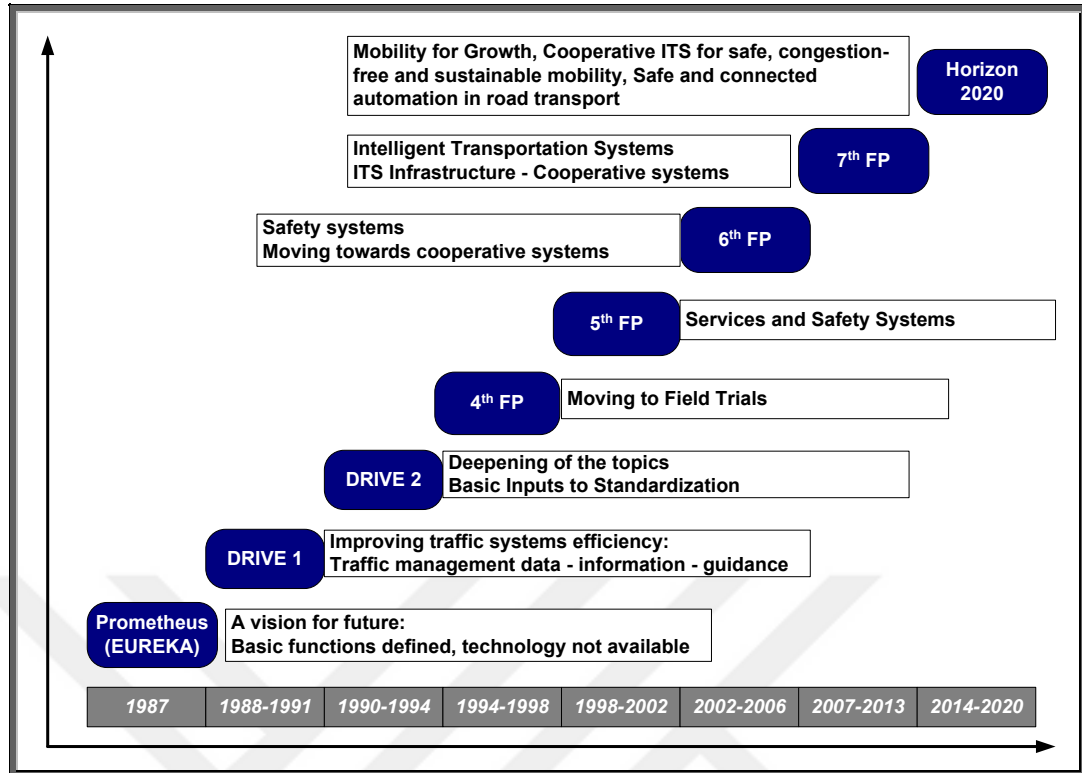 Mobility for Growth, Cooperative ITS for safe, congestion-
free and sustainable mobility, Safe and connected
automation in road transport
Horizon
2020
Intelligent Transportation Systems
ITS Infrastructure - Cooperative systems
7th FP
Safety systems
Moving towards cooperative systems
6th FP
5th FP
Services and Safety Systems
4th FP
Moving to Field Trials
DRIVE 2
Deepening of the topics
Basic Inputs to Standardization
DRIVE 1
Improving traffic systems efficiency:
Traffic management data - information - guidance
Prometheus
(EUREKA)
A vision for future:
Basic functions defined, technology not available
1987 1988-1991 1990-1994 1994-1998 1998-2002 2002-2006 2007-2013 2014-2020